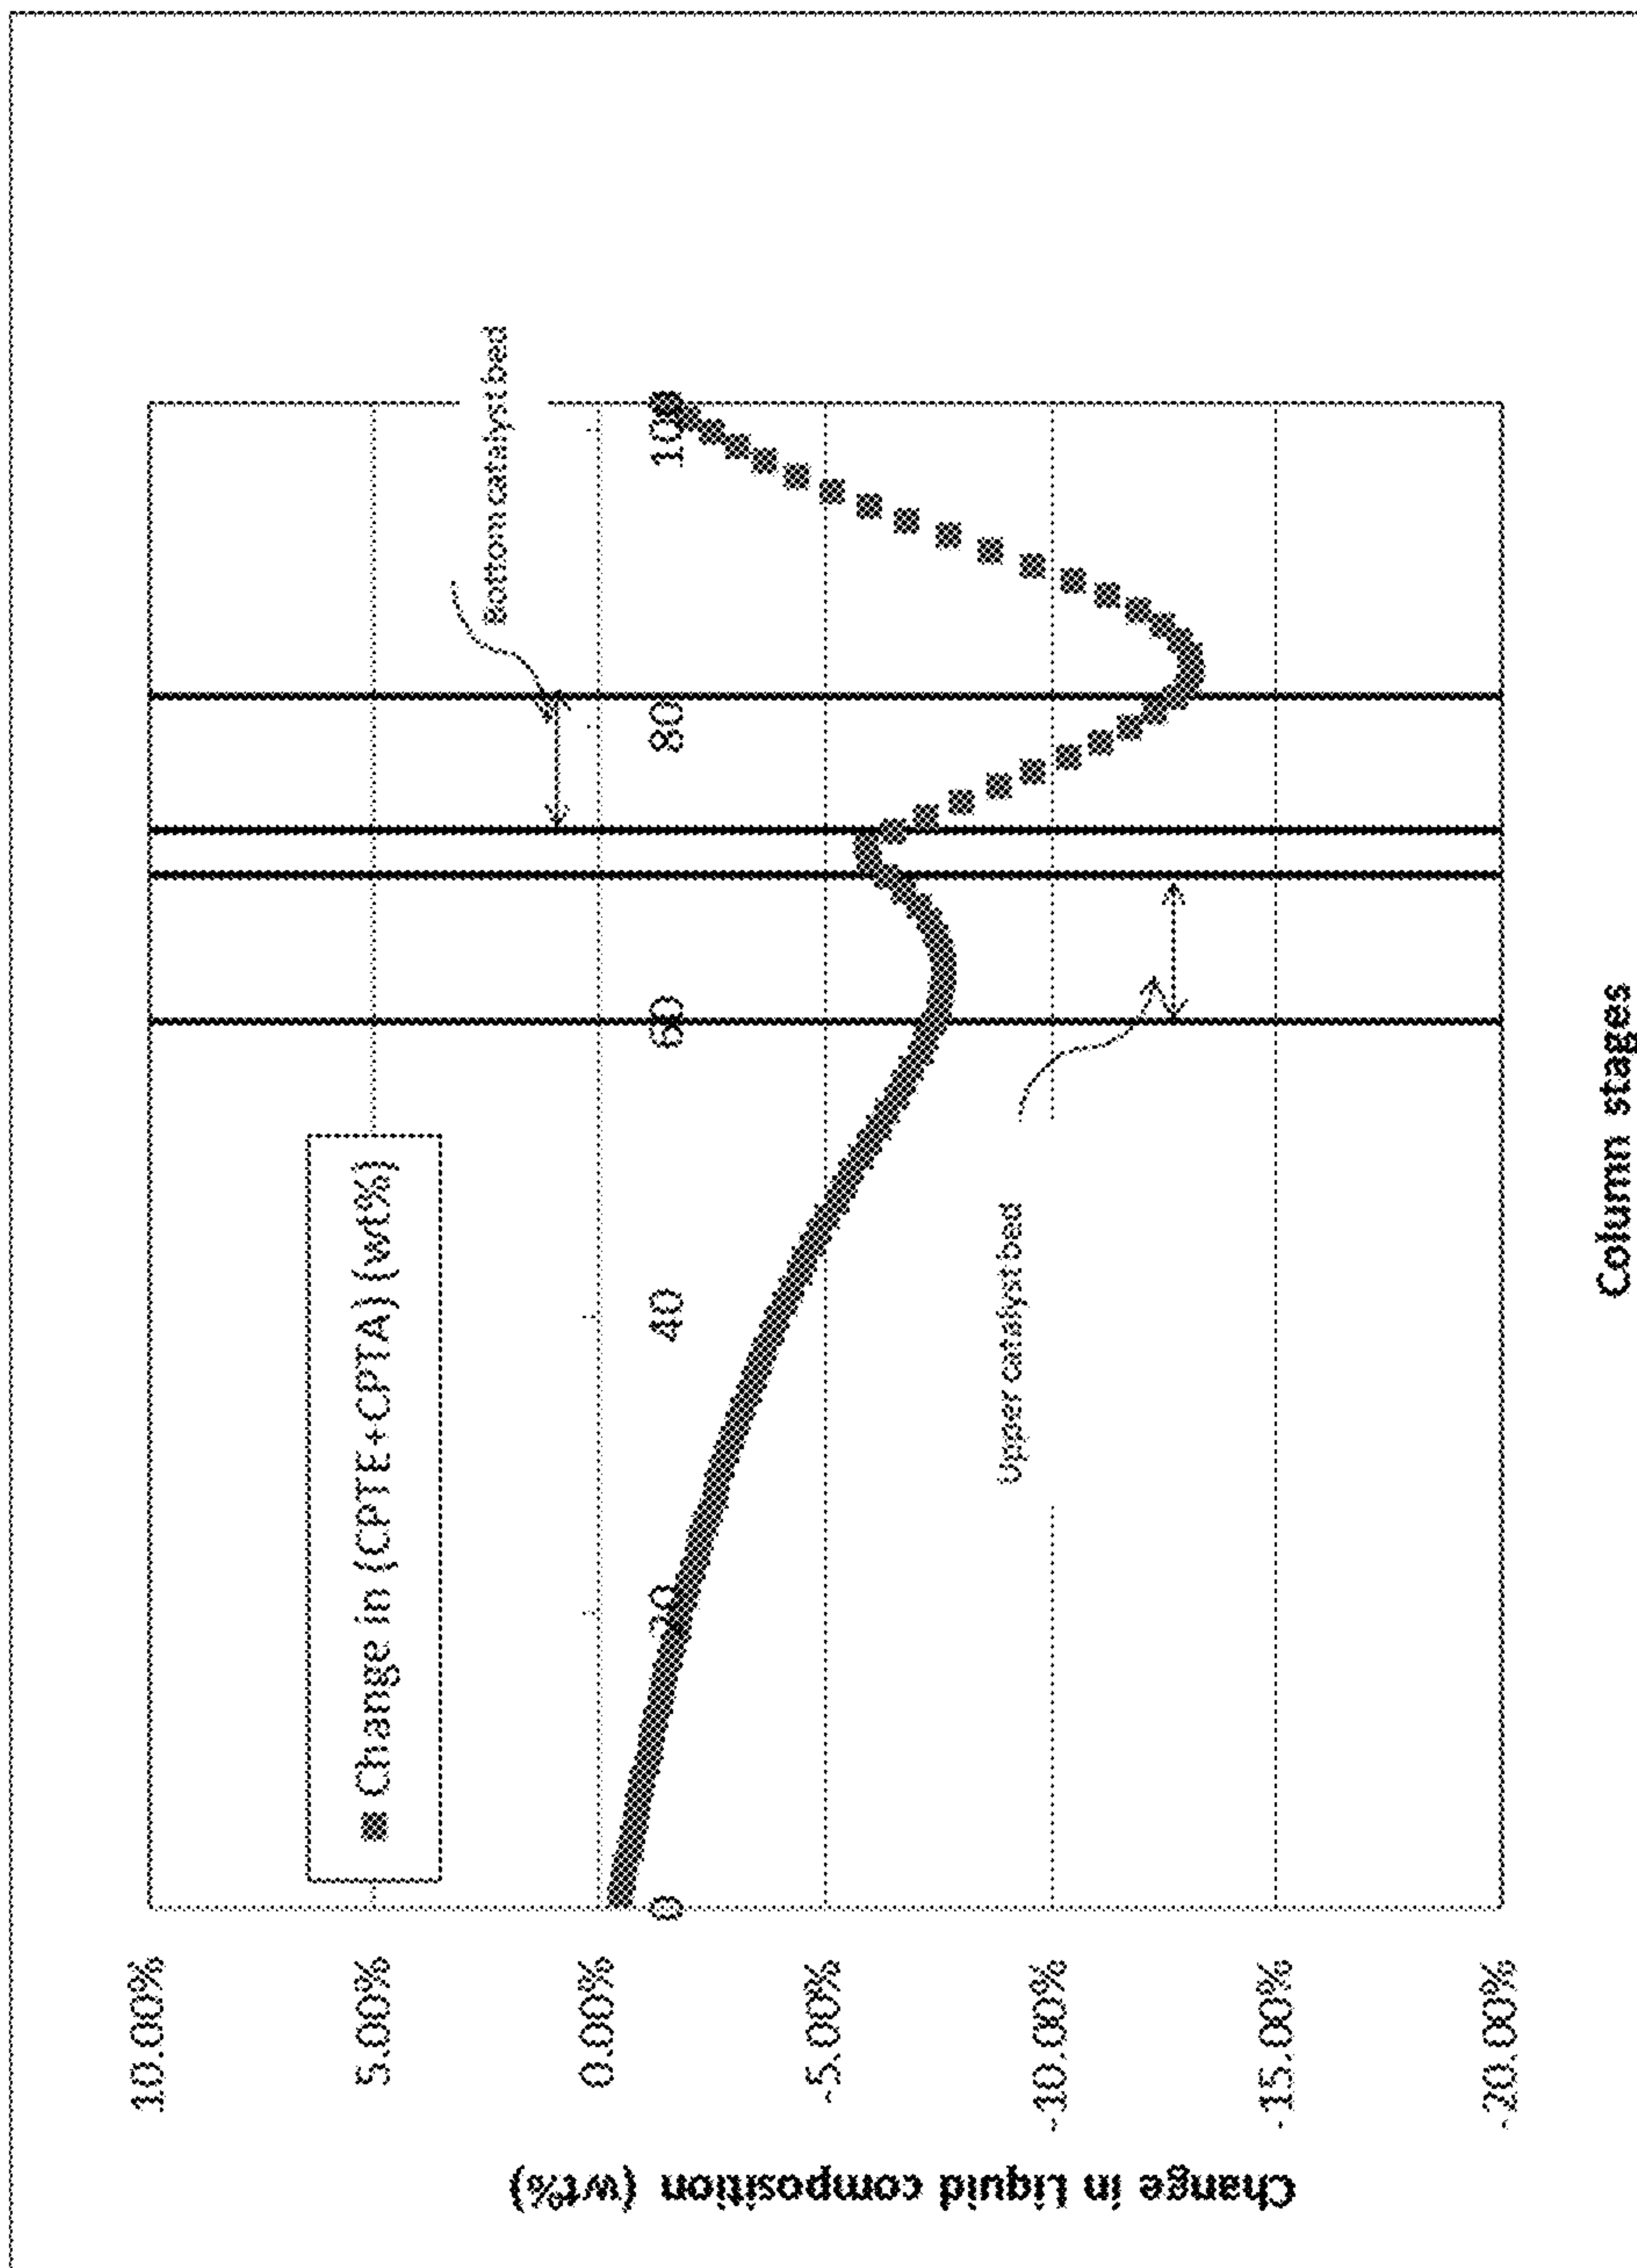 Change in Liquid composition (wt%)
10.00%
5.00%
0.00%
-5.00%
-10.00%
-15.00%
-20.00%
Change in (CPTE+CPTA) (wt%)
Bottom catalyst bed
0
20
40
60
80
100
Upper catalyst bed
Column stages